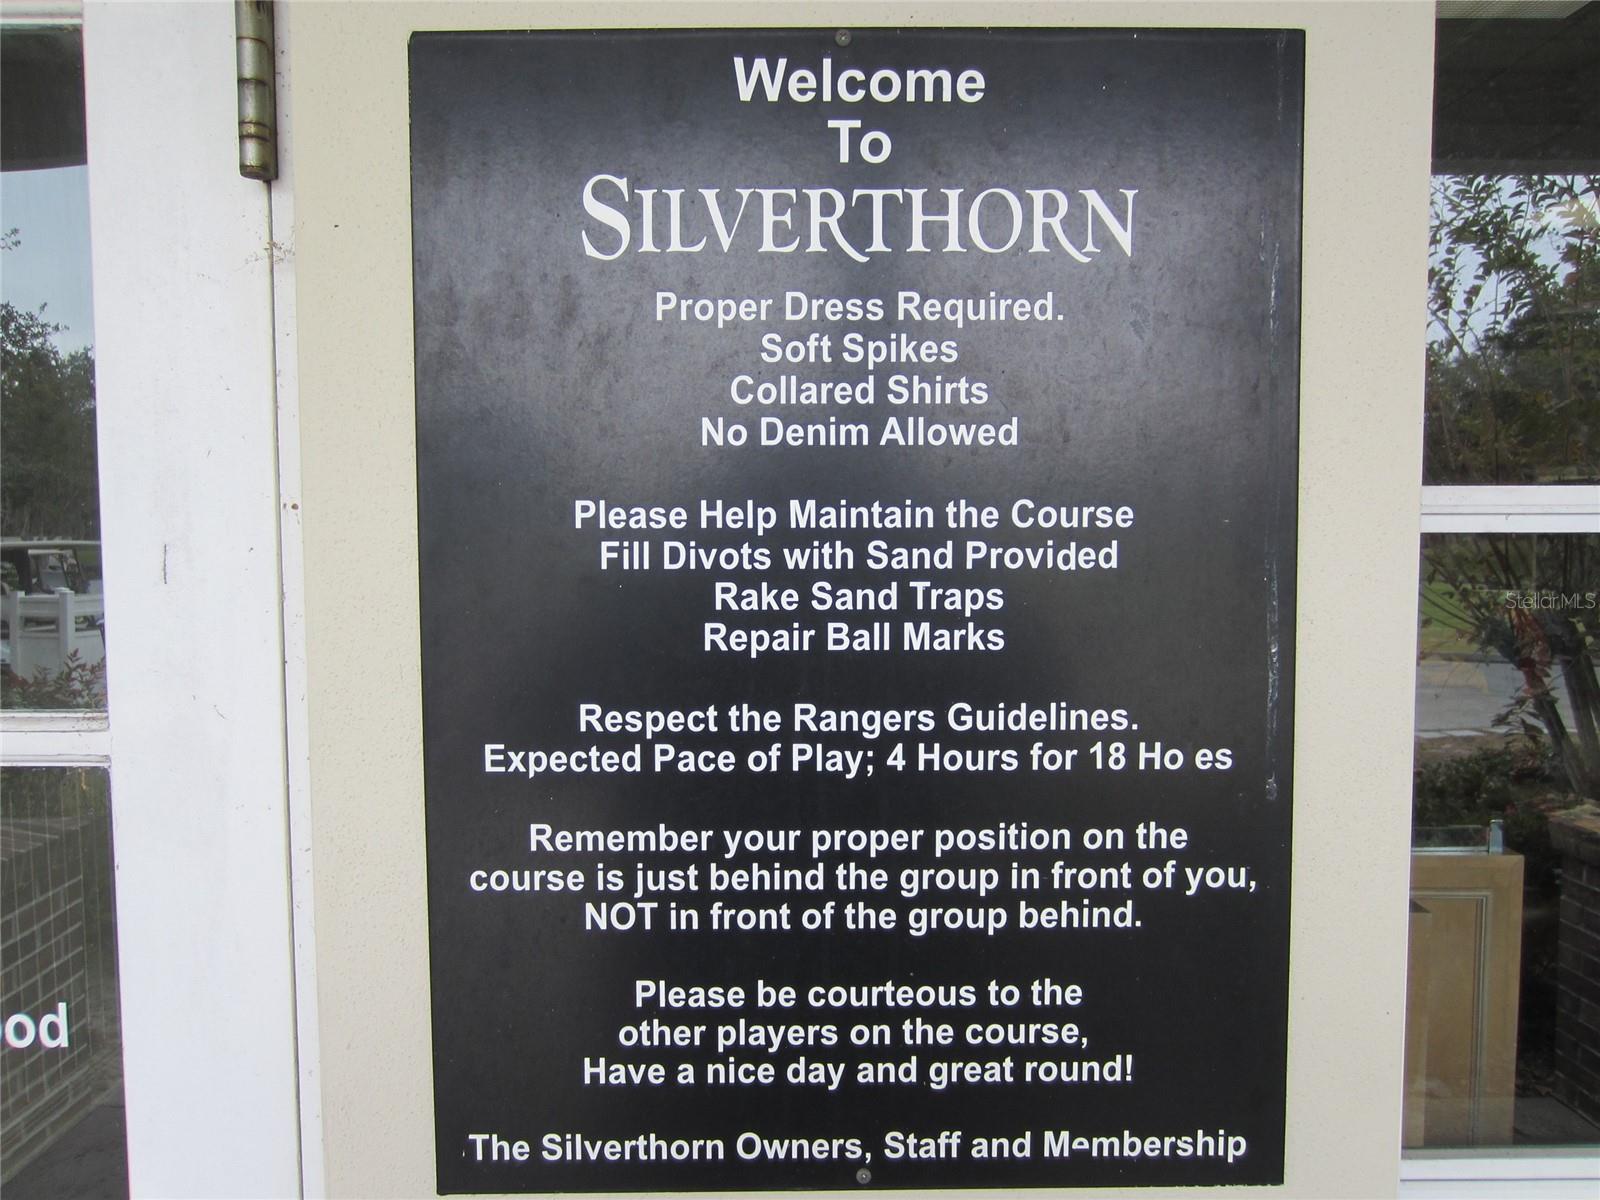 Welcome
To
SILVERTHORN
Proper Dress Required.
Soft Spikes
Collared Shirts
No Denim Allowed
Please Help Maintain the Course
Fill Divots with Sand Provided
Rake Sand Traps
Repair Ball Marks
Respect the Rangers Guidelines.
Expected Pace of Play; 4 Hours for 18 Ho es
Remember your proper position on the
course is just behind the group in front of you,
NOT in front of the group behind.
Please be courteous to the
other players on the course,
Have a nice day and great round!
The Silverthorn Owners, Staff and Membership
StellarMLS